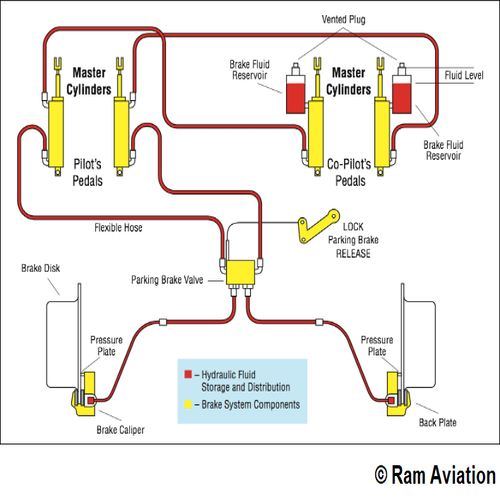 Vented Plug
Brake Fluid
Reservoir
Master
Cylinders
Master
Cylinders
Fluid Level
Brake Fluid
Reservoir
Pilot's
Pedals
Co-Pilot's
Pedals
Flexible Hose
LOCK
Parking Brake
RELEASE
Brake Disk
Parking Brake Valve
Pressure
Plate
Pressure
Plate
– Hydraulic Fluid
Storage and Distribution
– Brake System Components
Brake Caliper
Back Plate
© Ram Aviation